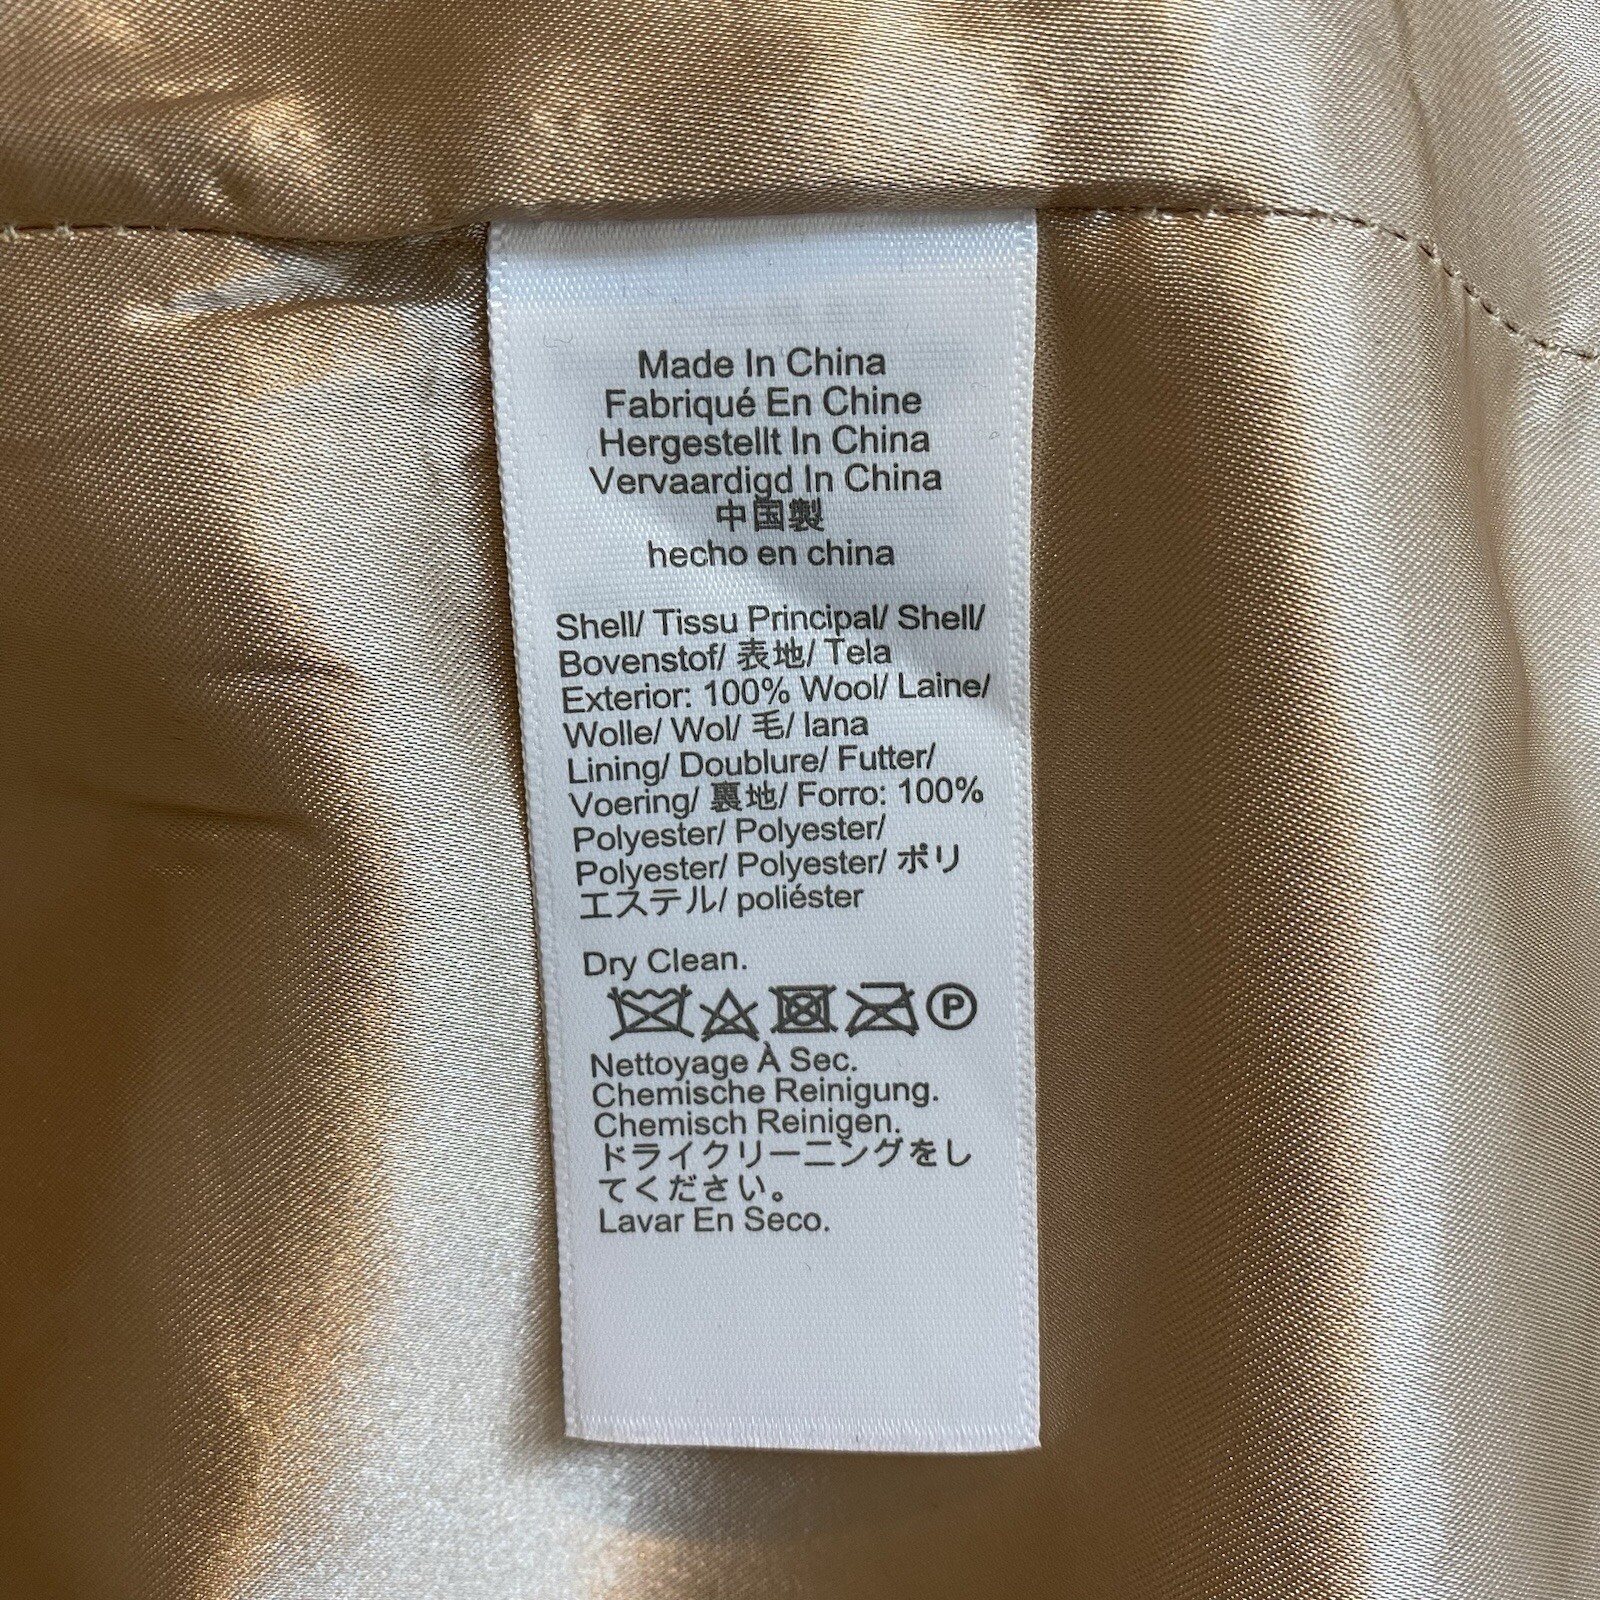 Made In China
Fabriqué En Chine
Hergestellt In China
Vervaardigd In China
中国製
hecho en china
Shell/ Tissu Principal/ Shell/
Bovenstof/ 表地/ Tela
Exterior: 100% Wool/ Laine/
Wolle/ Wol/ 毛/ lana
Lining/ Doublure/ Futter/
Voering/ 裏地/ Forro: 100%
Polyester/ Polyester/
Polyester/ Polyester/ ポリ
エステル/ poliéster
Dry Clean.
P
Nettoyage À Sec.
Chemische Reinigung.
Chemisch Reinigen.
ドライクリーニングをし
てください。
Lavar En Seco.